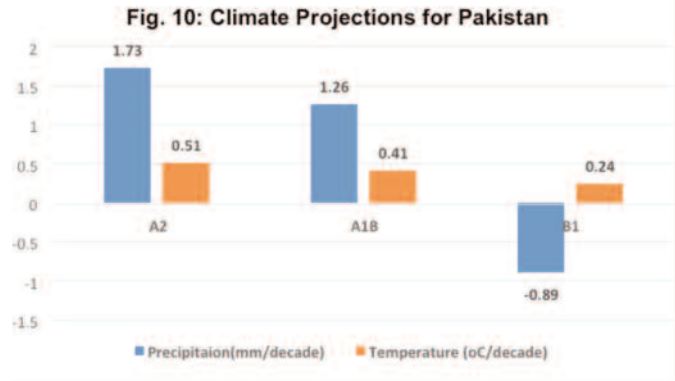 Fig. 10: Climate Projections for Pakistan
2
1.73
1.5
1.26
1
0.51
0.41
0.5
0.24
0
A2
A1B
B1
-0.5
-1
-0.89
-1.5
Precipitaion(mm/decade) Temperature (oC/decade)